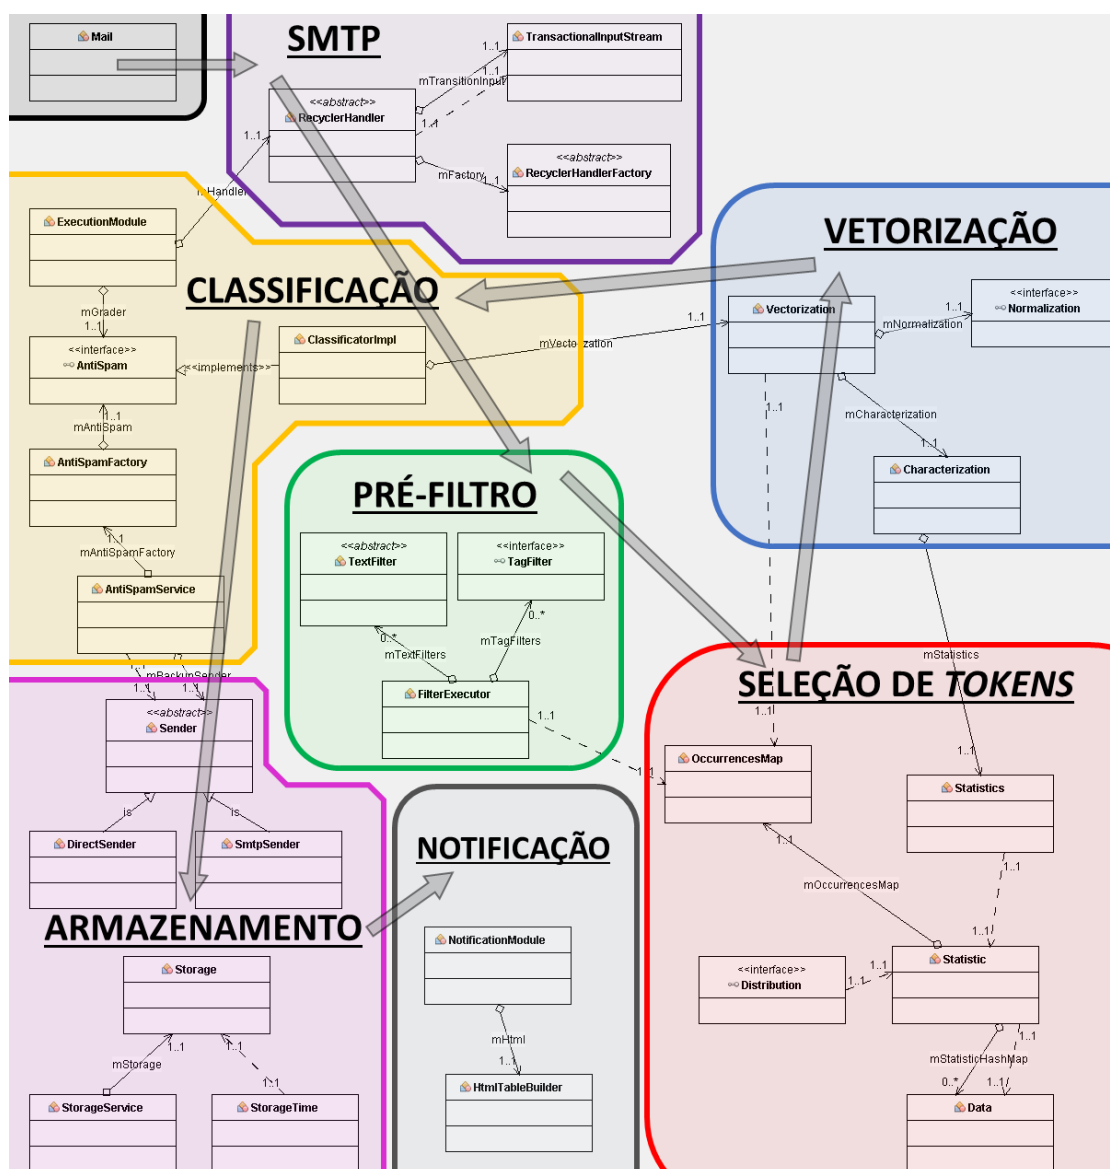 Mail
SMTP
TransactionalInputStream
1..1
1..1
mTransitionInput
<<abstract>>
RecyclerHandler
1..1
1..1
<<abstract>>
RecyclerHandlerFactory
mFactory
1..1
mHandler
ExecutionModule
CLASSIFICAÇÃO
mGrader
1..1
<<interface>>
AntiSpam
<<implements>>
ClassificatorImpl
mVectorization
1..1
1..1
mAntiSpam
AntiSpamFactory
1..1
mAntiSpamFactory
AntiSpamService
VETORIZAÇÃO
<<interface>>
Normalization
Vectorization
mNormalization
1..1
1..1
mCharacterization
1..1
Characterization
PRÉ-FILTRO
<<abstract>>
TextFilter
<<interface>>
TagFilter
0..*
0..*
mTagFilters
mTextFilters
FilterExecutor
1..1
1..1
mStatistics
SELEÇÃO DE TOKENS
1..1
OccurrencesMap
1..1
Statistics
1..1
1..1
mOccurrencesMap
1..1
Statistic
<<interface>>
Distribution
1..1
1..1
mStatisticHashMap
0..*
1..1
Data
1..1
mBackupSender
1..1
1..1
<<abstract>>
Sender
is
is
DirectSender
SmtpSender
ARMAZENAMENTO
Storage
1..1
1..1
mStorage
1..1
StorageService
StorageTime
NOTIFICAÇÃO
NotificationModule
mHtml
1..1
HtmlTableBuilder